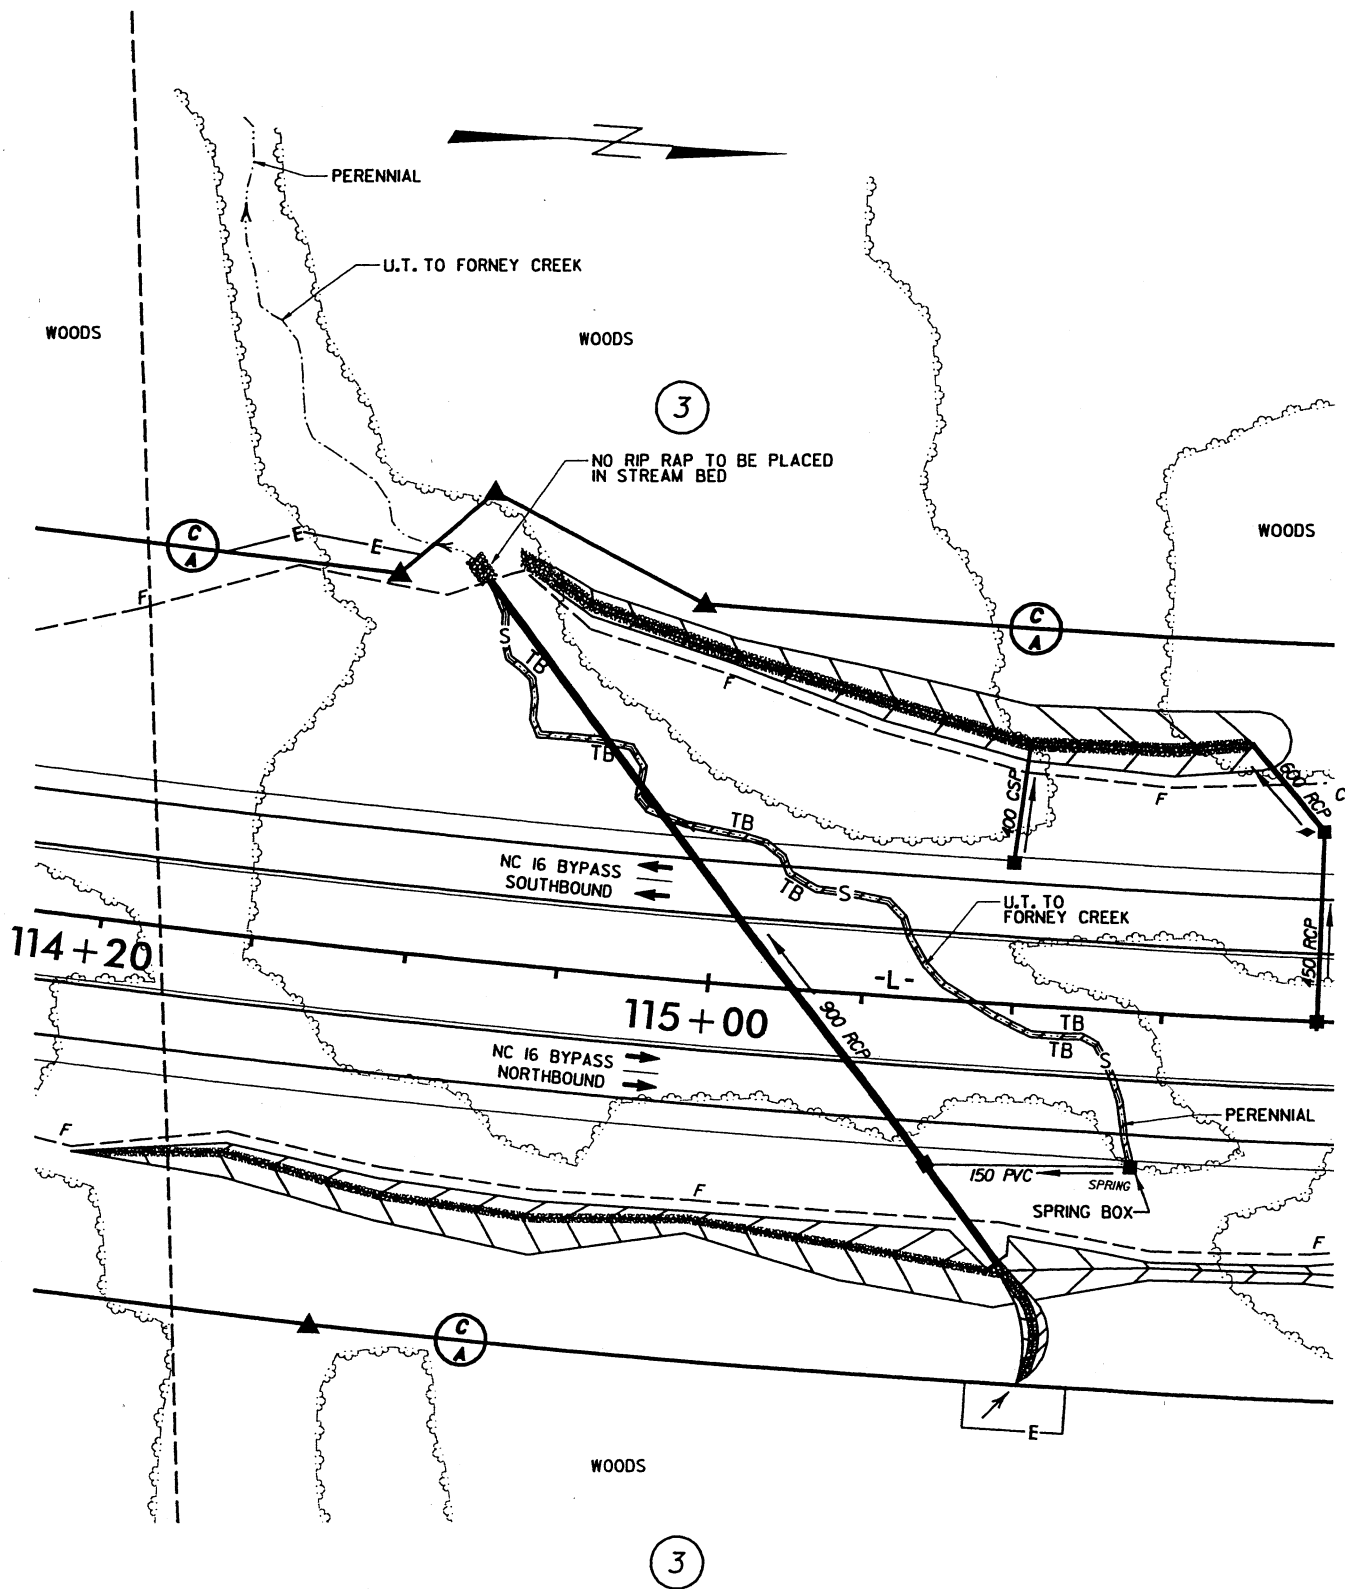 PERENNIAL
U.T. TO FORNEY CREEK
WOODS
WOODS
3
NO RIP RAP TO BE PLACED
IN STREAM BED
WOODS
C
A
E
E
F
C
A
S
TB
F
TB
600 RCP
F
C
400 CSP
TB
NC 16 BYPASS
SOUTHBOUND
TB
S
U.T. TO
FORNEY CREEK
114+20
150 RCP
-L-
115+00
900 RCP
TB
TB
S
NC 16 BYPASS
NORTHBOUND
PERENNIAL
F
150 PVC
SPRING
F
SPRING BOX
F
C
A
E
WOODS
3